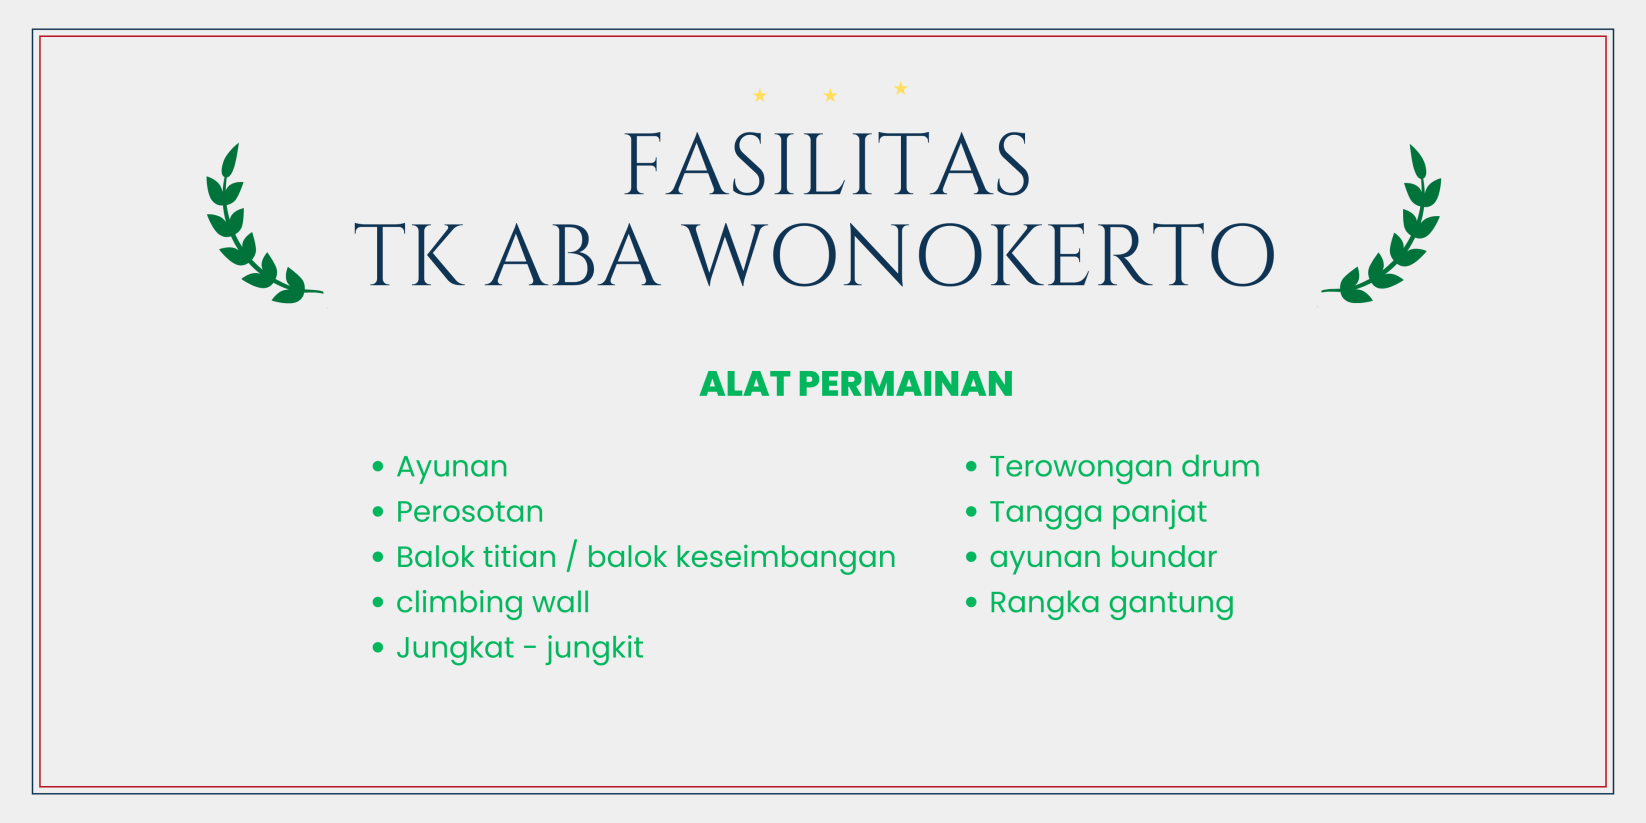 FASILITAS
TK ABA WONOKERTO
ALAT PERMAINAN
Ayunan
Perosotan
Balok titian / balok keseimbangan
climbing wall
Jungkat - jungkit
Terowongan drum
Tangga panjat
ayunan bundar
Rangka gantung